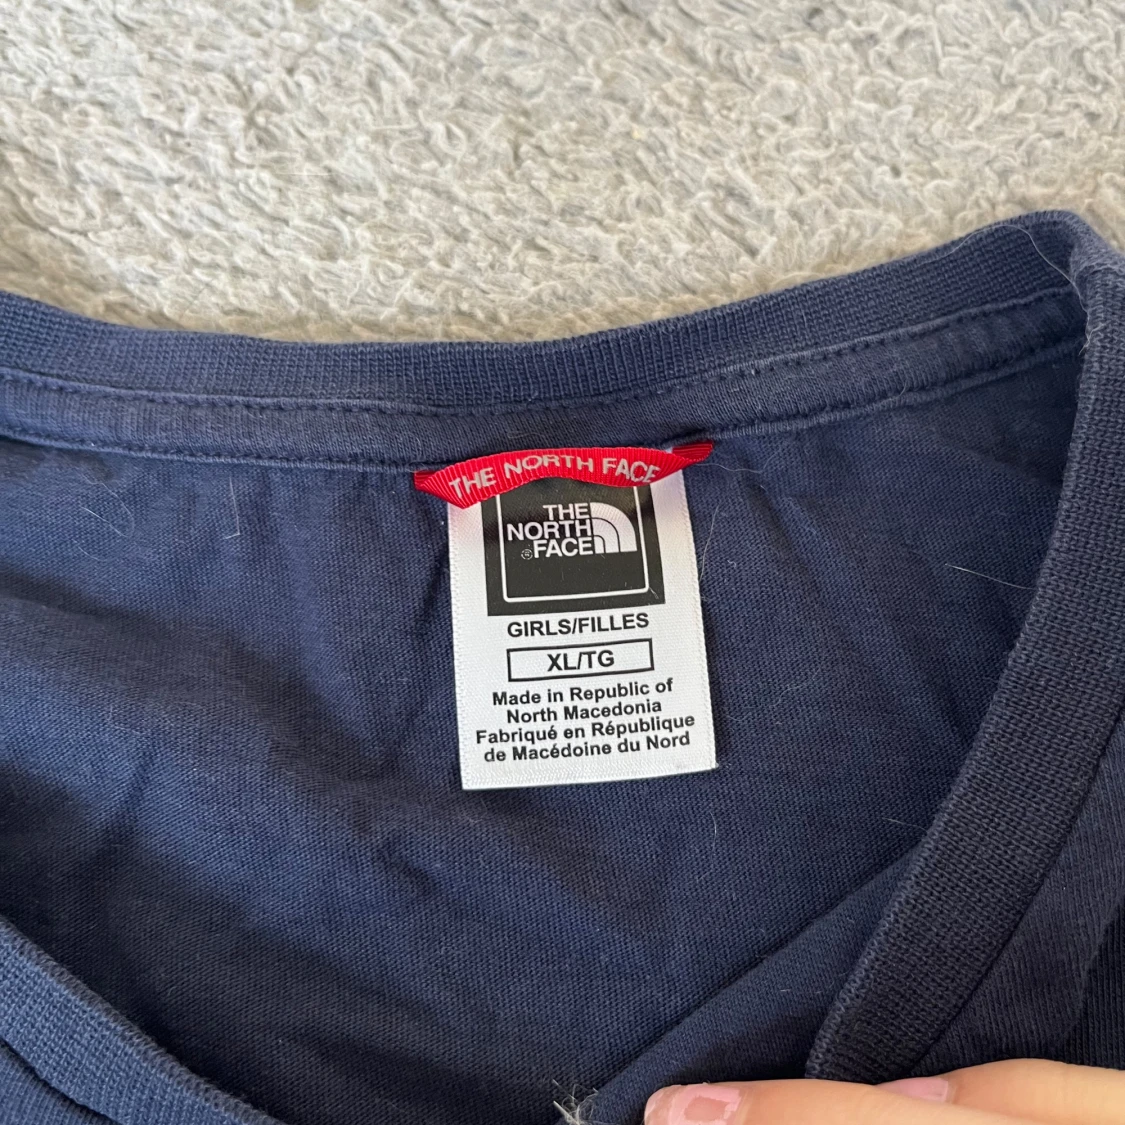 THE NORTH FACE
THE
NORTH
FACE
GIRLS/FILLES
XL/TG
Made in Republic of
North Macedonia
Fabriqué en République
de Macédoine du Nord